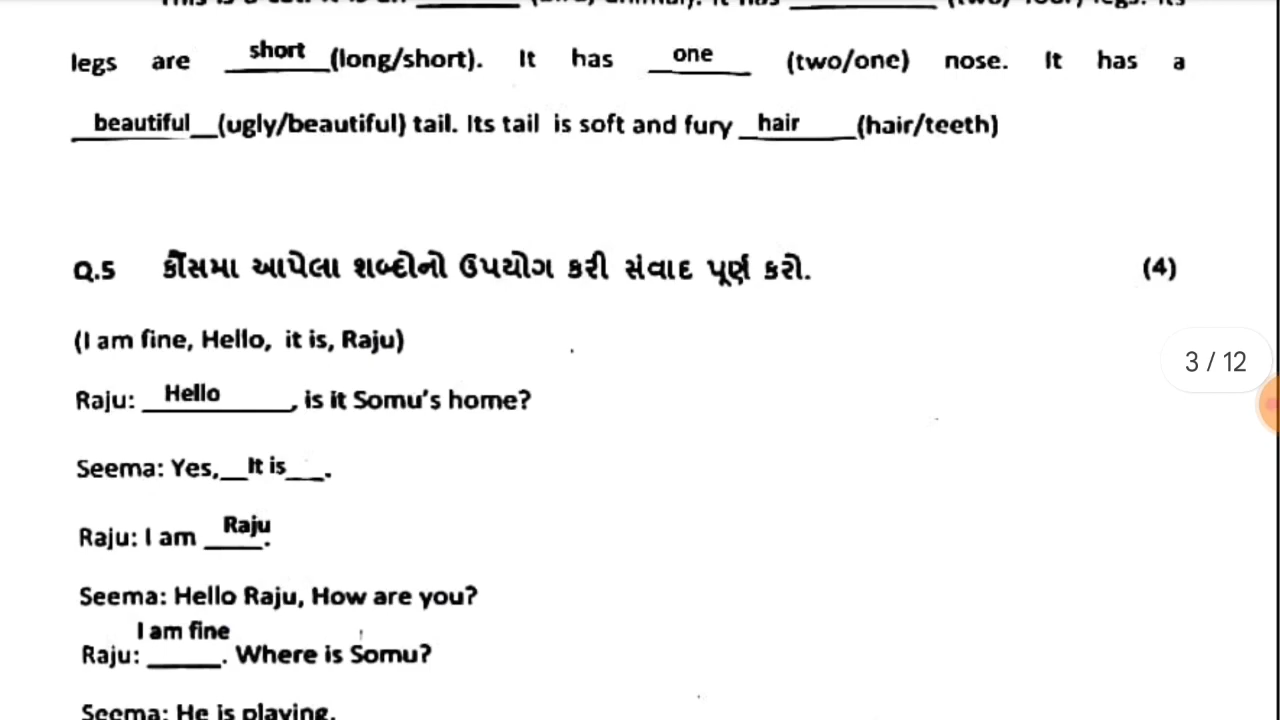 legs are short (long/short). It has one (two/one) nose. It has a
beautiful (ugly/beautiful) tail. Its tail is soft and fury hair (hair/teeth)
Q.5 કૌંસમા આપેલા શબ્દોનો ઉપયોગ કરી સંવાદ પૂર્ણ કરો. (4)
(I am fine, Hello, it is, Raju)
3 / 12
Raju: Hello, is it Somu's home?
Seema: Yes, It is.
Raju: I am Raju.
Seema: Hello Raju, How are you?
Raju: I am fine. Where is Somu?
Seema: He is playing.